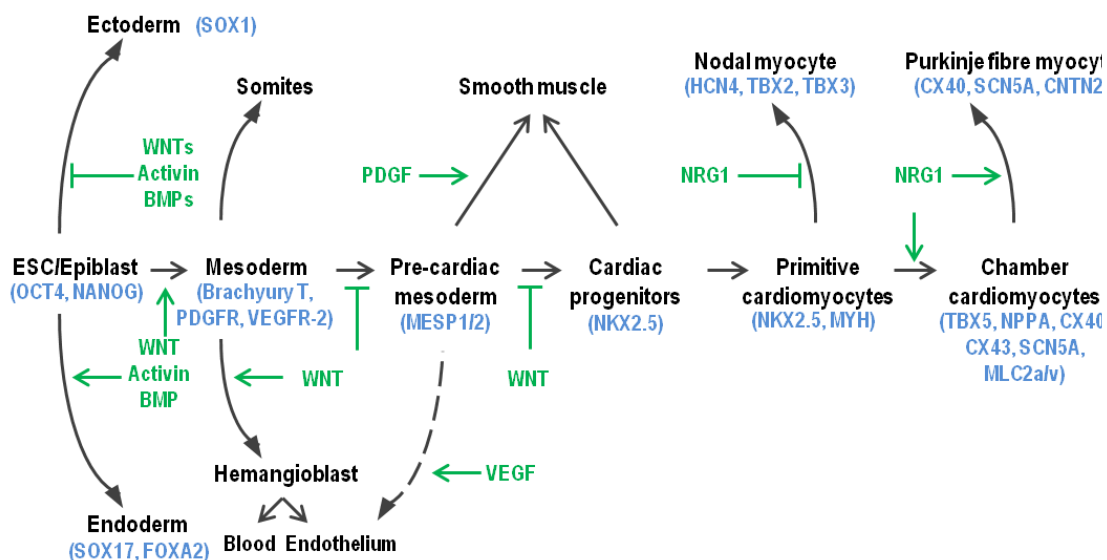 Ectoderm (SOX1)
Somites
Smooth muscle
Nodal myocyte
(HCN4, TBX2, TBX3)
Purkinje fibre myocyt
(CX40, SCN5A, CNTN2
WNTs
Activin
BMPs
PDGF
NRG1
NRG1
ESC/Epiblast
(OCT4, NANOG)
Mesoderm
(Brachyury T,
PDGFR, VEGFR-2)
Pre-cardiac
mesoderm
(MESP1/2)
Cardiac
progenitors
(NKX2.5)
Primitive
cardiomyocytes
(NKX2.5, MYH)
Chamber
cardiomyocytes
(TBX5, NPPA, CX40
CX43, SCN5A,
MLC2a/v)
WNT
Activin
BMP
WNT
WNT
Hemangioblast
VEGF
Endoderm
(SOX17, FOXA2)
Blood Endothelium